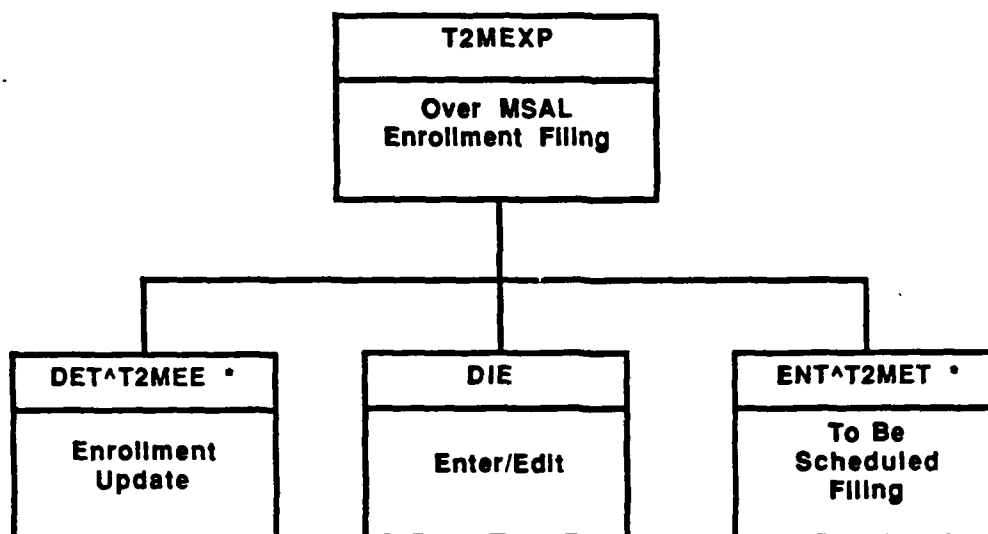 T2MEXP
Over MSAL
Enrollment Filing
DET^T2MEE *
Enrollment
Update
DIE
Enter/Edit
ENT^T2MET *
To Be
Scheduled
Filing